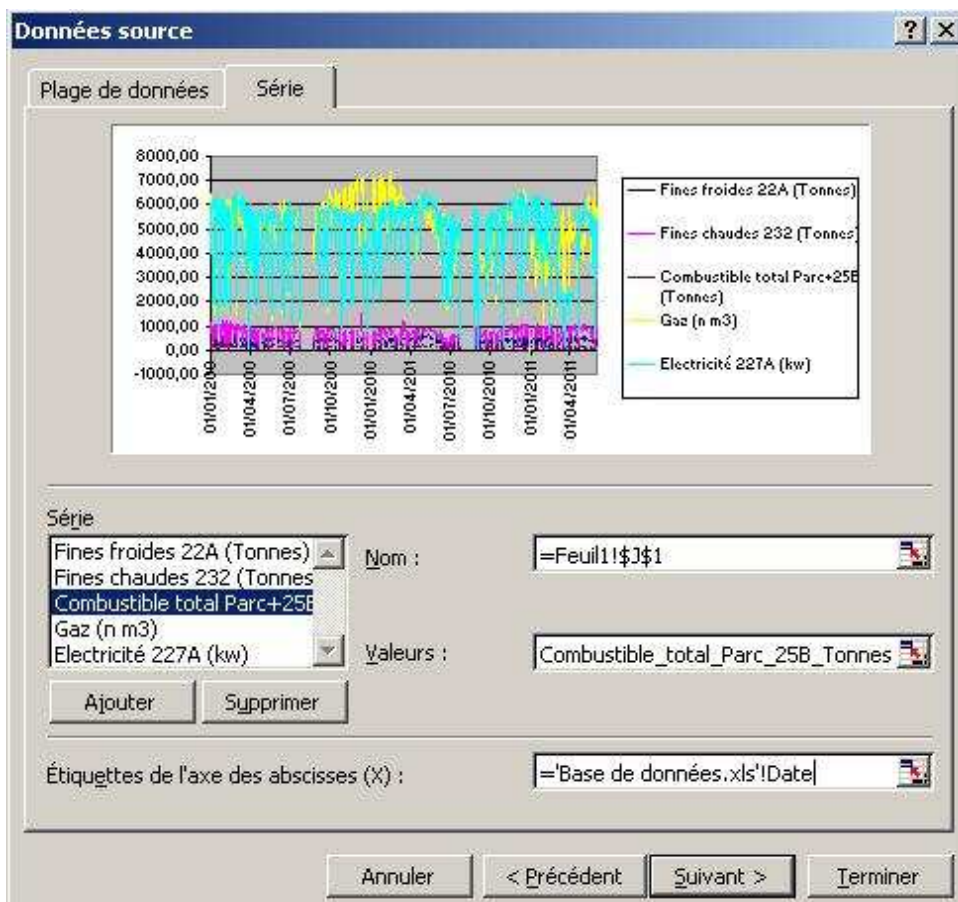 Données source
Plage de données
Série
8000,00
7000,00
6000,00
5000,00
4000,00
3000,00
2000,00
1000,00
0,00
-1000,00
01/01/200
01/04/200
01/07/200
01/10/200
01/01/2010
01/04/201
01/07/2010
01/10/2010
01/01/2011
01/04/2011
Fines froides 22A (Tonnes)
Fines chaudes 232 (Tonnes)
Combustible total Parc+25B
(Tonnes)
Gaz (n m3)
Electricité 227A (kw)
Série
Fines froides 22A (Tonnes)
Fines chaudes 232 (Tonnes
Combustible total Parc+25B
Gaz (n m3)
Electricité 227A (kw)
Nom :
=Feuil1!$J$1
Valeurs :
Combustible_total_Parc_25B_Tonnes
Ajouter
Supprimer
Étiquettes de l'axe des abscisses (X) :
='Base de données.xls'!Date
Annuler
< Précédent
Suivant >
Terminer